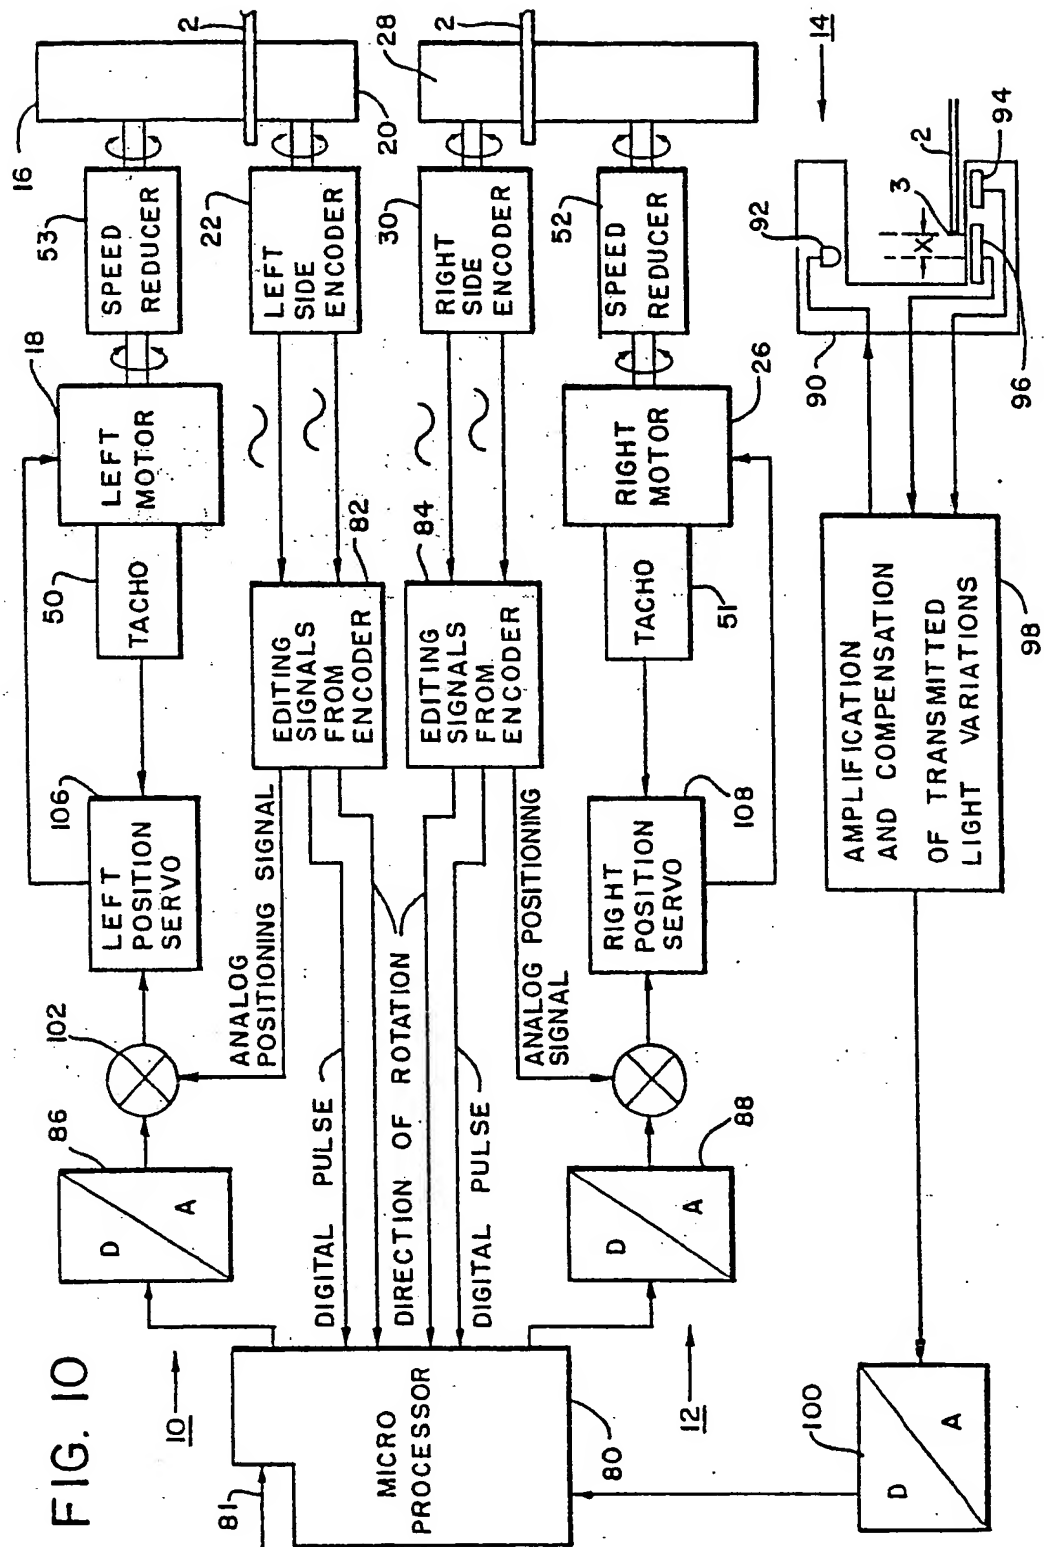 FIG. 10
16
53
SPEED
REDUCER
18
LEFT
MOTOR
50
TACHO
106
LEFT
POSITION
SERVO
102
86
D
A
10
2
20
22
LEFT
SIDE
ENCODER
82
EDITING
SIGNALS
FROM
ENCODER
ANALOG
POSITIONING SIGNAL
DIGITAL PULSE
DIRECTION OF ROTATION
DIGITAL PULSE
81
MICRO
PROCESSOR
80
28
2
30
RIGHT
SIDE
ENCODER
84
EDITING
SIGNALS
FROM
ENCODER
ANALOG POSITIONING
SIGNAL
52
SPEED
REDUCER
26
RIGHT
MOTOR
TACHO
51
RIGHT
POSITION
SERVO
108
88
D
A
12
14
92
90
X
3
2
94
96
AMPLIFICATION
AND COMPENSATION
OF TRANSMITTED
LIGHT VARIATIONS
98
100
D
A